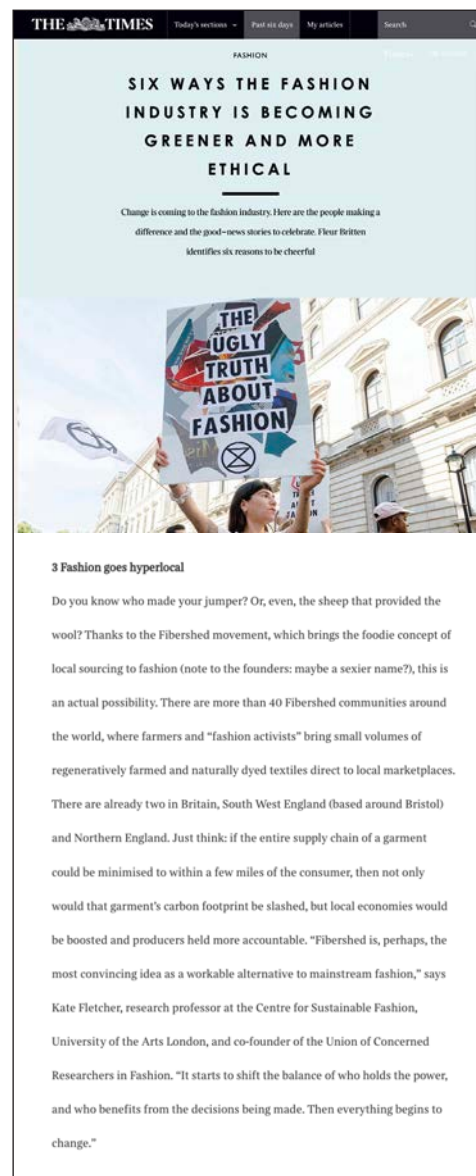 THE TIMES
Today's sections
Past six days
My articles
Search
FASHION
SIX WAYS THE FASHION
INDUSTRY IS BECOMING
GREENER AND MORE
ETHICAL
Change is coming to the fashion industry. Here are the people making a
difference and the good–news stories to celebrate. Fleur Britten
identifies six reasons to be cheerful
THE
UGLY
TRUTH
ABOUT
FASHION
3 Fashion goes hyperlocal
Do you know who made your jumper? Or, even, the sheep that provided the
wool? Thanks to the Fibershed movement, which brings the foodie concept of
local sourcing to fashion (note to the founders: maybe a sexier name?), this is
an actual possibility. There are more than 40 Fibershed communities around
the world, where farmers and “fashion activists” bring small volumes of
regeneratively farmed and naturally dyed textiles direct to local marketplaces.
There are already two in Britain, South West England (based around Bristol)
and Northern England. Just think: if the entire supply chain of a garment
could be minimised to within a few miles of the consumer, then not only
would that garment’s carbon footprint be slashed, but local economies would
be boosted and producers held more accountable. “Fibershed is, perhaps, the
most convincing idea as a workable alternative to mainstream fashion,” says
Kate Fletcher, research professor at the Centre for Sustainable Fashion,
University of the Arts London, and co-founder of the Union of Concerned
Researchers in Fashion. “It starts to shift the balance of who holds the power,
and who benefits from the decisions being made. Then everything begins to
change.”